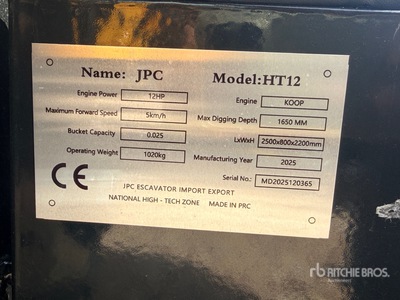 Name: JPC Model:HT12
Engine Power 12HP Engine KOOP
Maximum Forward Speed 5km/h Max Digging Depth 1650 MM
Bucket Capacity 0.025 LxWxH 2500x800x2200mm
Operating Weight 1020kg Manufacturing Year 2025
Serial No.: MD2025120365
CE
JPC ESCAVATOR IMPORT EXPORT
NATIONAL HIGH - TECH ZONE MADE IN PRC
rb RITCHIE BROS.
Auctioneers